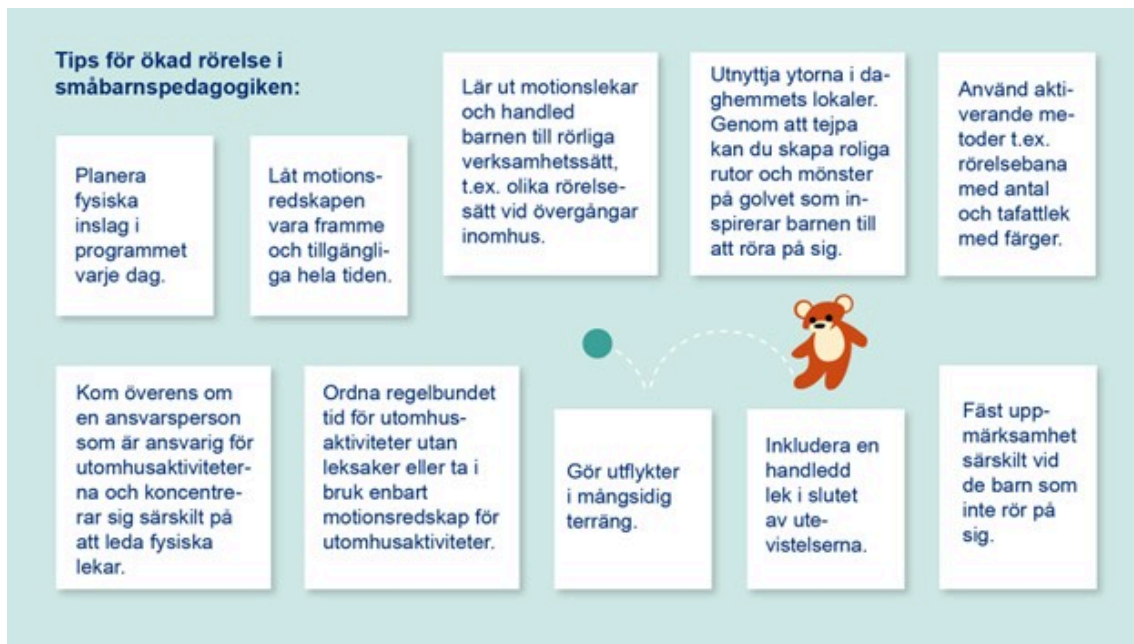 Tips för ökad rörelse i
småbarnspedagogiken:
Planera
fysiska
inslag i
programmet
varje dag.
Låt motions-
redskapen
vara framme
och tillgängli-
ga hela tiden.
Lär ut motionslekar
och handled
barnen till rörliga
verksamhetssätt,
t.ex. olika rörelse-
sätt vid övergångar
inomhus.
Utnyttja ytorna i da-
ghemmets lokaler.
Genom att tejpa
kan du skapa roliga
rutor och mönster
på golvet som in-
spirerar barnen till
att röra på sig.
Använd akti-
verande me-
toder t.ex.
rörelsebana
med antal
och tafattlek
med färger.
Kom överens om
en ansvarsperson
som är ansvarig för
utomhusaktiviteter-
na och koncentre-
rar sig särskilt på
att leda fysiska
lekar.
Ordna regelbundet
tid för utomhus-
aktiviteter utan
leksaker eller ta i
bruk enbart
motionsredskap för
utomhusaktiviteter.
Gör utflykter
i mångsidig
terräng.
Inkludera en
handledd
lek i slutet
av ute-
vistelserna.
Fäst upp-
märksamhet
särskilt vid
de barn som
inte rör på
sig.